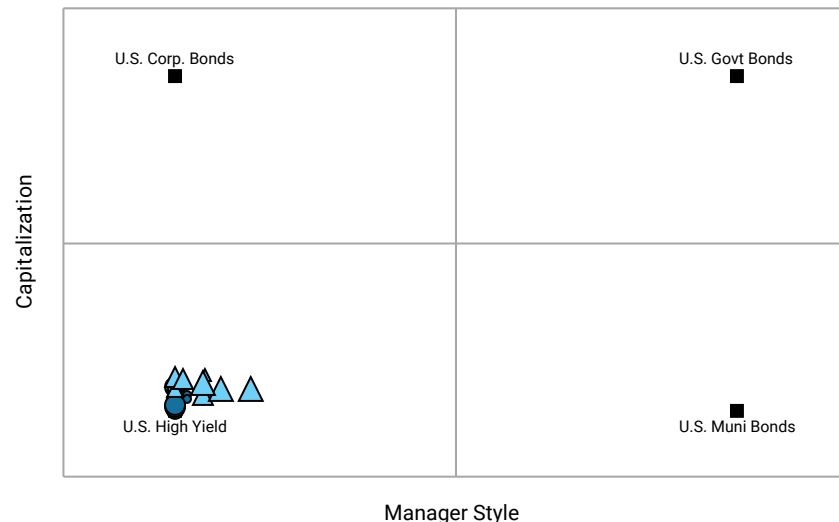 U.S. Corp. Bonds
U.S. Govt Bonds
Capitalization
U.S. High Yield
U.S. Muni Bonds
Manager Style